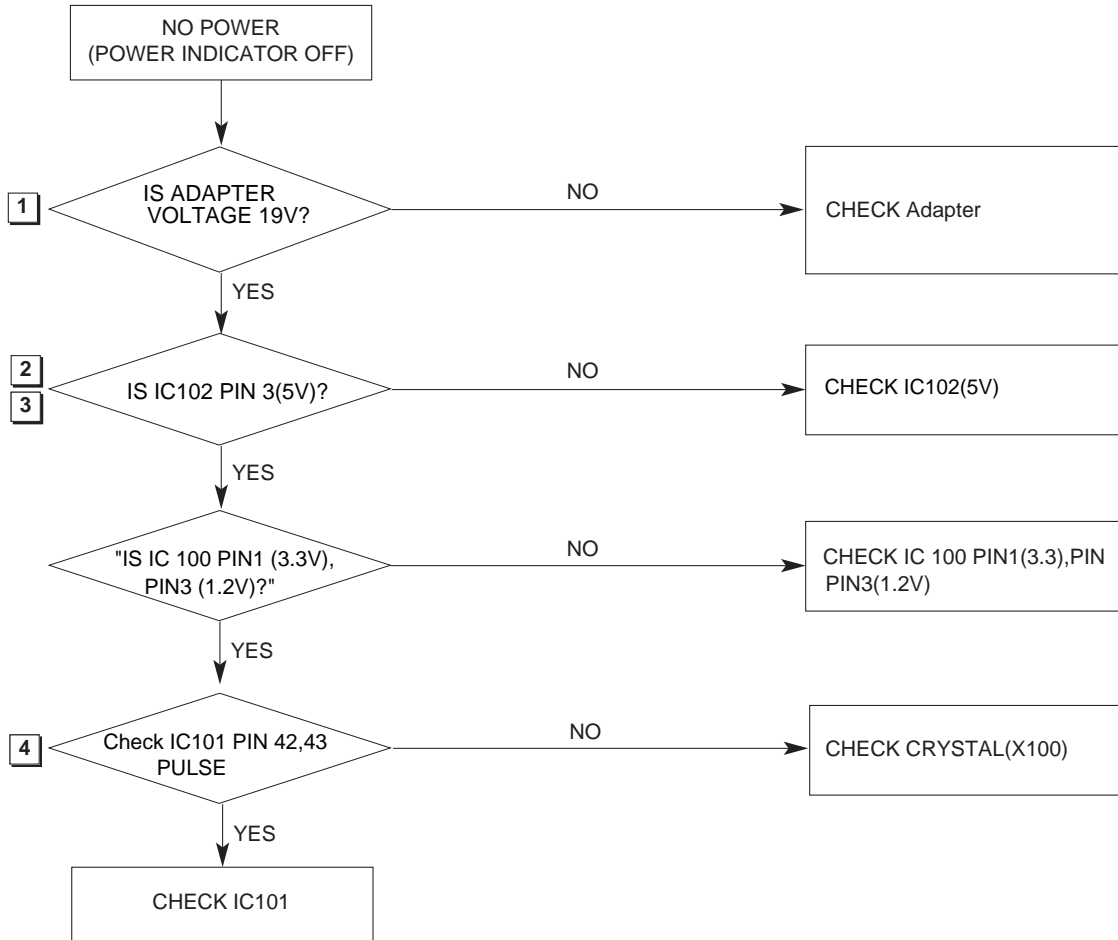 NO POWER
(POWER INDICATOR OFF)
1
IS ADAPTER
VOLTAGE 19V?
NO
CHECK Adapter
YES
2
3
IS IC102 PIN 3(5V)?
NO
CHECK IC102(5V)
YES
"IS IC 100 PIN1 (3.3V),
PIN3 (1.2V)?"
NO
CHECK IC 100 PIN1(3.3),PIN
PIN3(1.2V)
YES
4
Check IC101 PIN 42,43
PULSE
NO
CHECK CRYSTAL(X100)
YES
CHECK IC101